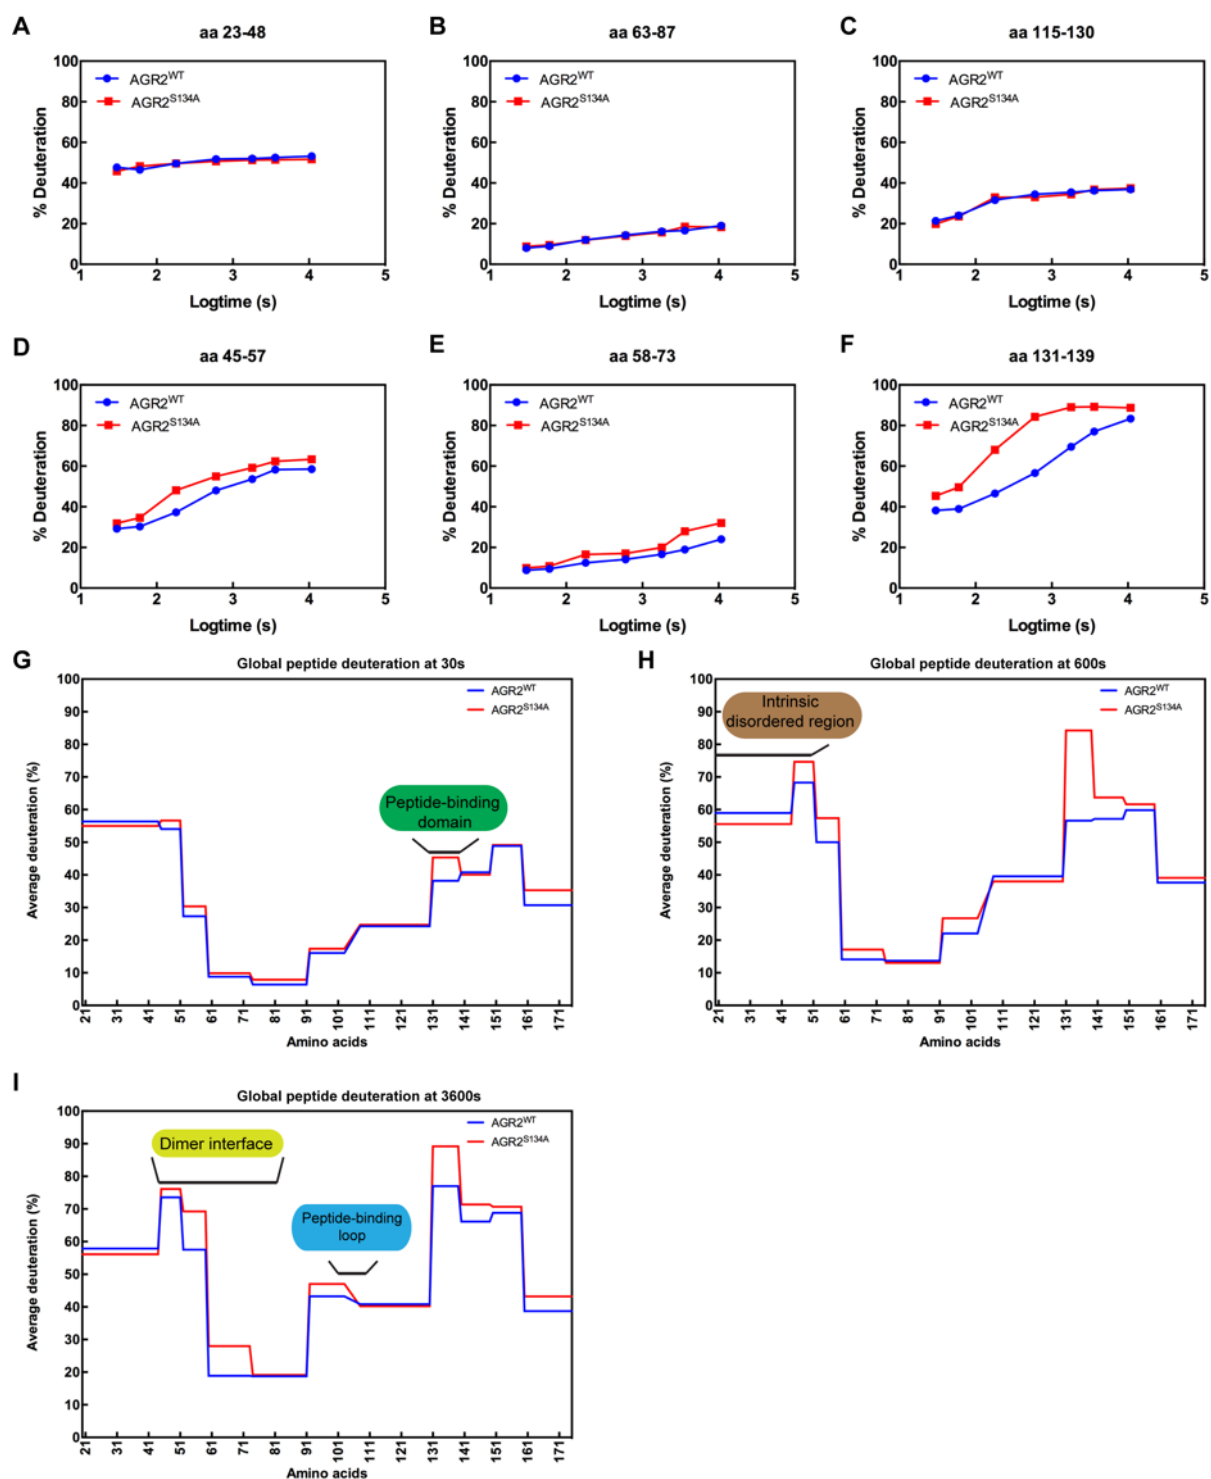 A
aa 23-48
100
80
60
40
20
0
% Deuteration
AGR2WT
AGR2S134A
1
2
3
4
5
Logtime (s)
B
aa 63-87
100
80
60
40
20
0
% Deuteration
AGR2WT
AGR2S134A
1
2
3
4
5
Logtime (s)
C
aa 115-130
100
80
60
40
20
0
% Deuteration
AGR2WT
AGR2S134A
1
2
3
4
5
Logtime (s)
D
aa 45-57
100
80
60
40
20
0
% Deuteration
AGR2WT
AGR2S134A
1
2
3
4
5
Logtime (s)
E
aa 58-73
100
80
60
40
20
0
% Deuteration
AGR2WT
AGR2S134A
1
2
3
4
5
Logtime (s)
F
aa 131-139
100
80
60
40
20
0
% Deuteration
AGR2WT
AGR2S134A
1
2
3
4
5
Logtime (s)
G
Global peptide deuteration at 30s
100
90
80
70
60
50
40
30
20
10
0
Average deuteration (%)
AGR2WT
AGR2S134A
Peptide-binding
domain
21
31
41
51
61
71
81
91
101
111
121
131
141
151
161
171
Amino acids
H
Global peptide deuteration at 600s
100
90
80
70
60
50
40
30
20
10
0
Average deuteration (%)
AGR2WT
AGR2S134A
Intrinsic
disordered region
21
31
41
51
61
71
81
91
101
111
121
131
141
151
161
171
Amino acids
I
Global peptide deuteration at 3600s
100
90
80
70
60
50
40
30
20
10
0
Average deuteration (%)
AGR2WT
AGR2S134A
Dimer interface
Peptide-binding
loop
21
31
41
51
61
71
81
91
101
111
121
131
141
151
161
171
Amino acids